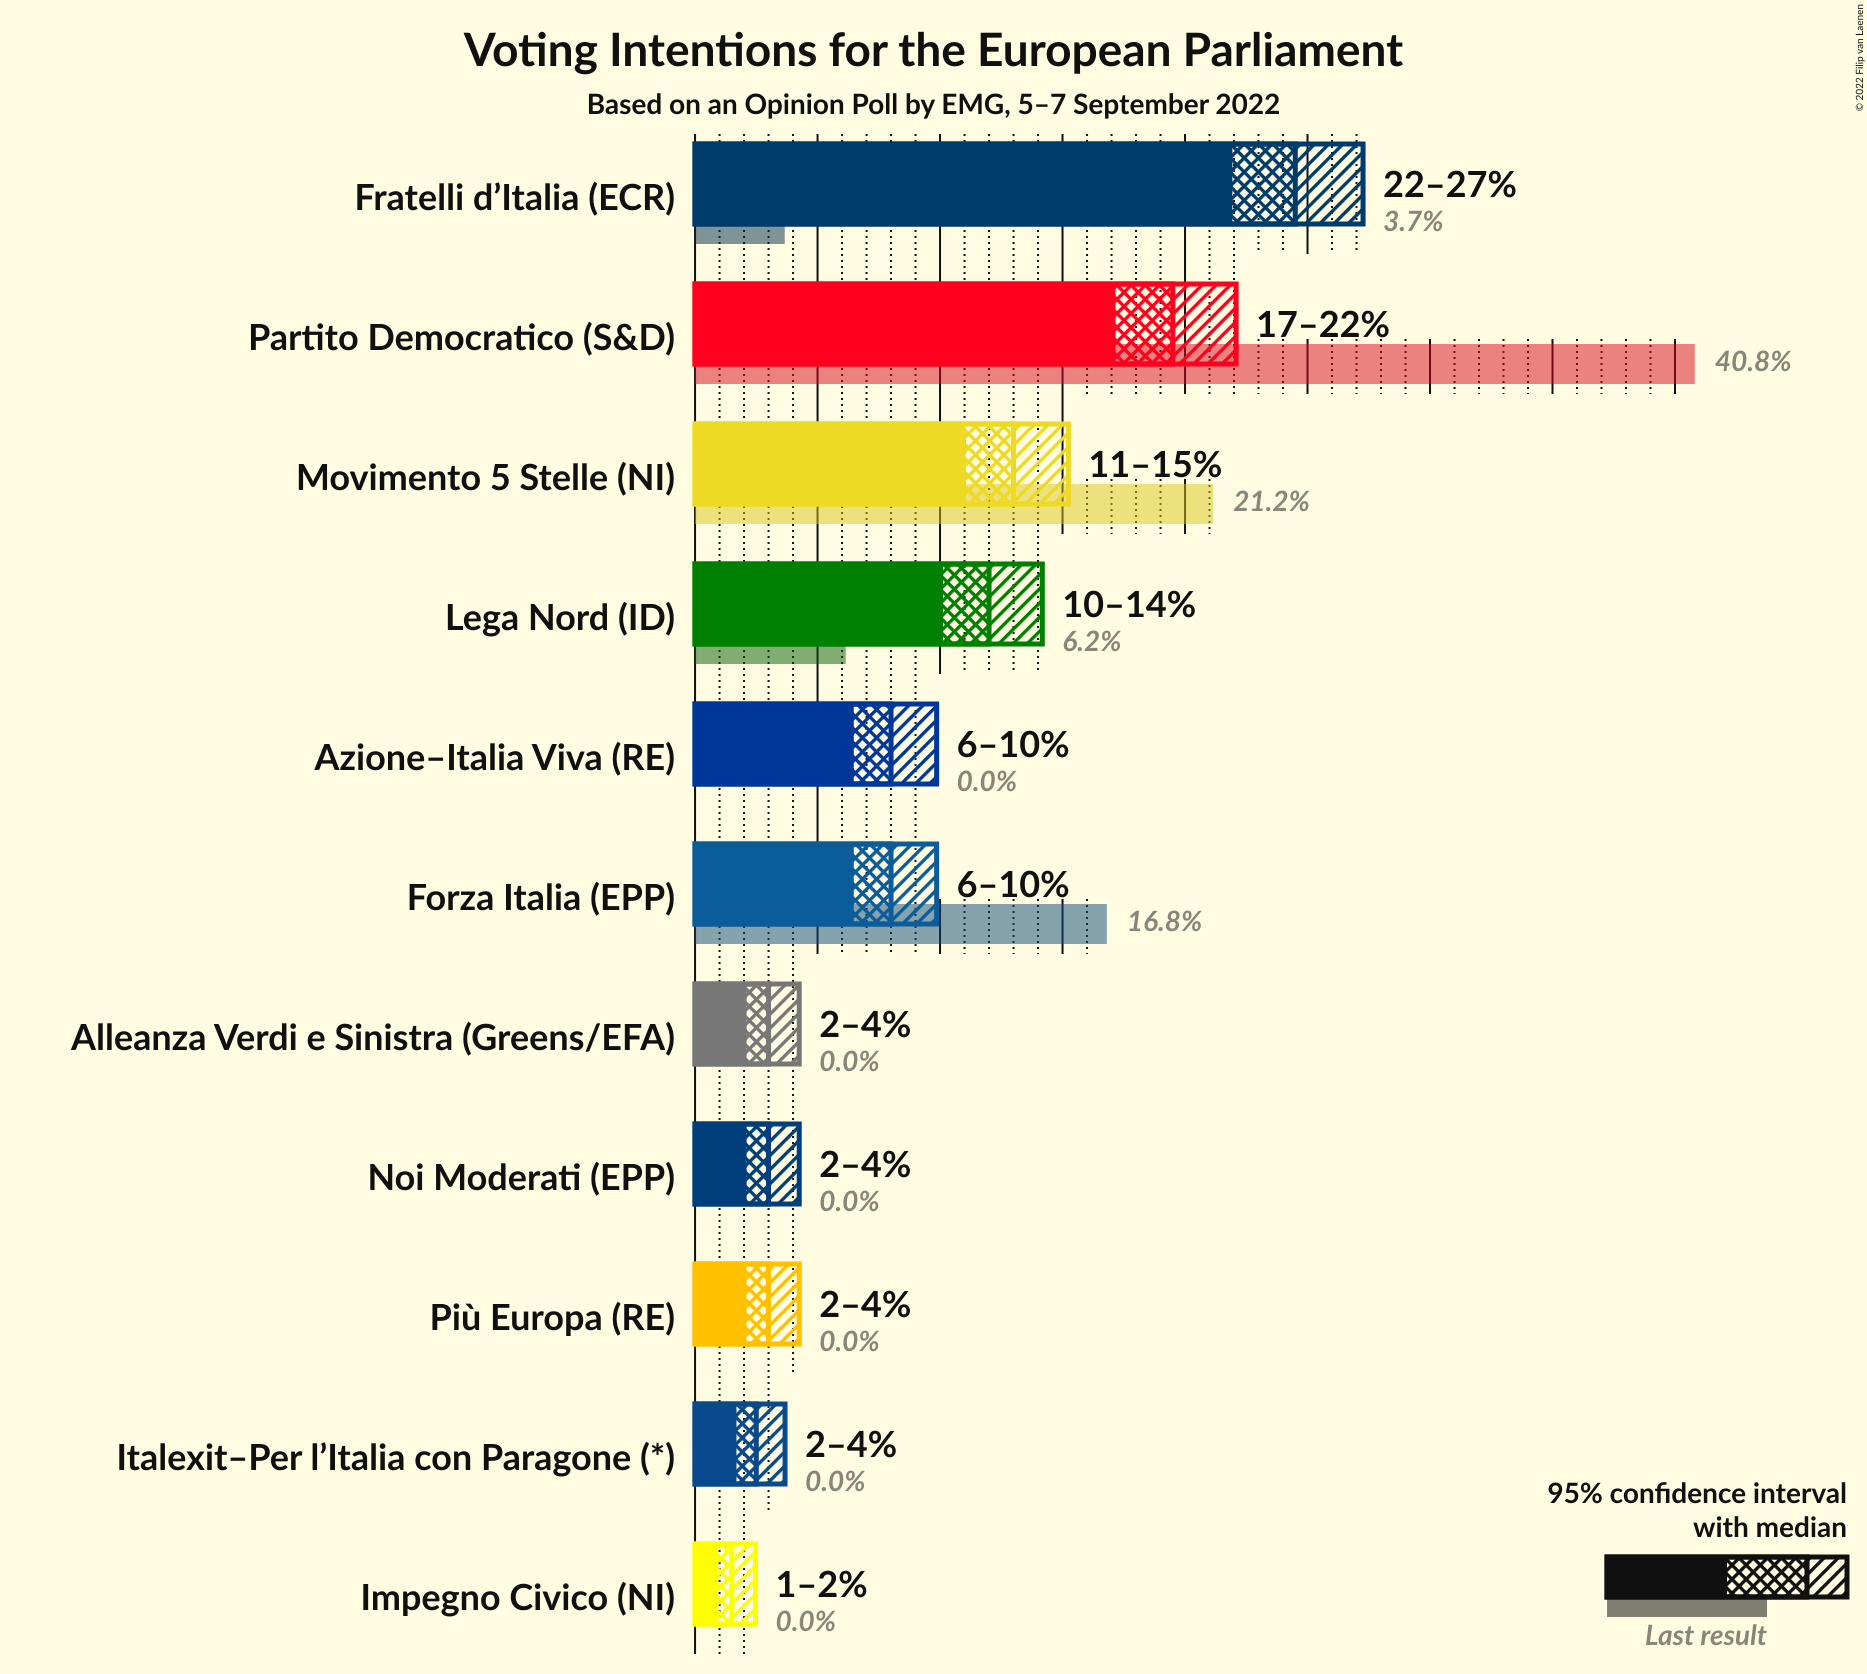 Voting Intentions for the European Parliament
Based on an Opinion Poll by EMG, 5–7 September 2022
© 2022 Filip van Laenen
Fratelli d’Italia (ECR)
22–27%
3.7%
Partito Democratico (S&D)
17–22%
40.8%
Movimento 5 Stelle (NI)
11–15%
21.2%
Lega Nord (ID)
10–14%
6.2%
Azione–Italia Viva (RE)
6–10%
0.0%
Forza Italia (EPP)
6–10%
16.8%
Alleanza Verdi e Sinistra (Greens/EFA)
2–4%
0.0%
Noi Moderati (EPP)
2–4%
0.0%
Più Europa (RE)
2–4%
0.0%
Italexit–Per l’Italia con Paragone (*)
2–4%
0.0%
Impegno Civico (NI)
1–2%
0.0%
95% confidence interval
with median
Last result